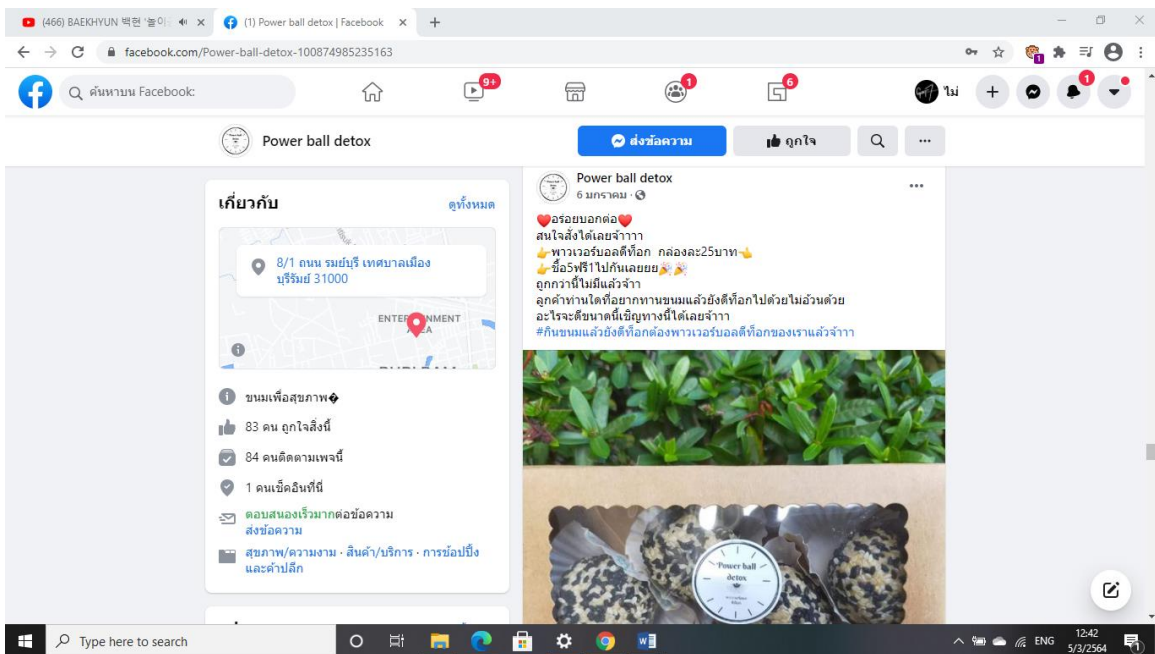 (466) BAEKHYUN 백현 '놀이
(1) Power ball detox | Facebook
facebook.com/Power-ball-detox-100874985235163
1
ค้นหาบน Facebook:
9+
1
6
ไม่
1
Power ball detox
ส่งข้อความ
ถูกใจ
เกี่ยวกับ
ดูทั้งหมด
8/1 ถนน รมย์บุรี เทศบาลเมือง
บุรีรัมย์ 31000
ENTERTAINMENT
AREA
ขนมเพื่อสุขภาพ�
83 คน ถูกใจสิ่งนี้
84 คนติดตามเพจนี้
1 คนเช็คอินที่นี่
ตอบสนองเร็วมากต่อข้อความ
ส่งข้อความ
สุขภาพ/ความงาม · สินค้า/บริการ · การช้อปปิ้ง
และค้าปลีก
Power ball detox
6 มกราคม ·
❤️อร่อยบอกต่อ❤️
สนใจสั่งได้เลยจ้าาา
👉พาวเวอร์บอลดีท็อก กล่องละ25บาท👈
👉ซื้อ5ฟรี1ไปกันเลยยย🎉🎉
ถูกกว่านี้ไม่มีแล้วจ้าา
ลูกค้าท่านใดที่อยากทานขนมแล้วยังดีท็อกไปด้วยไม่อ้วนด้วย
อะไรจะดีขนาดนี้เชิญทางนี้ได้เลยจ้าาา
#กินขนมแล้วยังดีท็อกต้องพาวเวอร์บอลดีท็อกของเราแล้วจ้าาา
Power ball
detox
Type here to search
ENG
12:42
5/3/2564
1